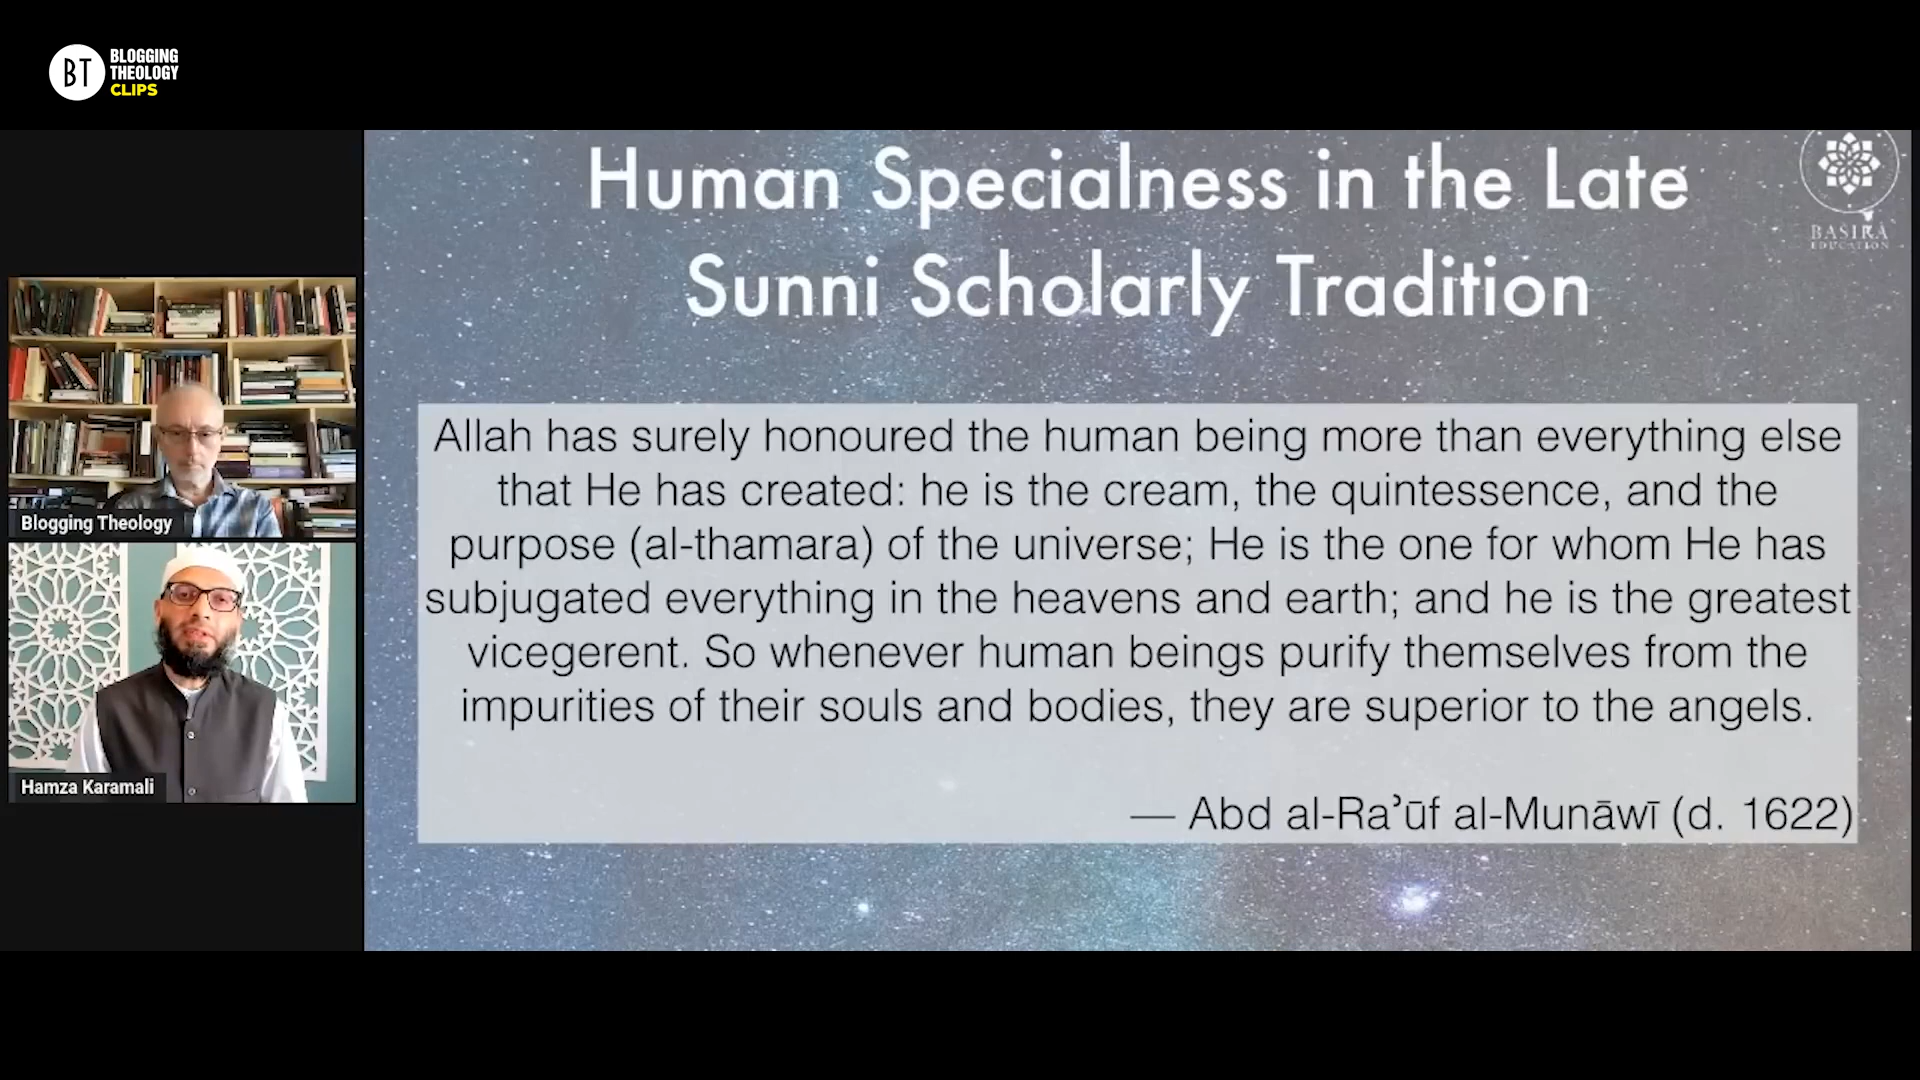 BT
BLOGGING
THEOLOGY
CLIPS
Human Specialness in the Late
Sunni Scholarly Tradition
BASIRA
EDUCATION
Allah has surely honoured the human being more than everything else
that He has created: he is the cream, the quintessence, and the
purpose (al-thamara) of the universe; He is the one for whom He has
subjugated everything in the heavens and earth; and he is the greatest
vicegerent. So whenever human beings purify themselves from the
impurities of their souls and bodies, they are superior to the angels.
— Abd al-Raʾūf al-Munāwī (d. 1622)
Blogging Theology
Hamza Karamali